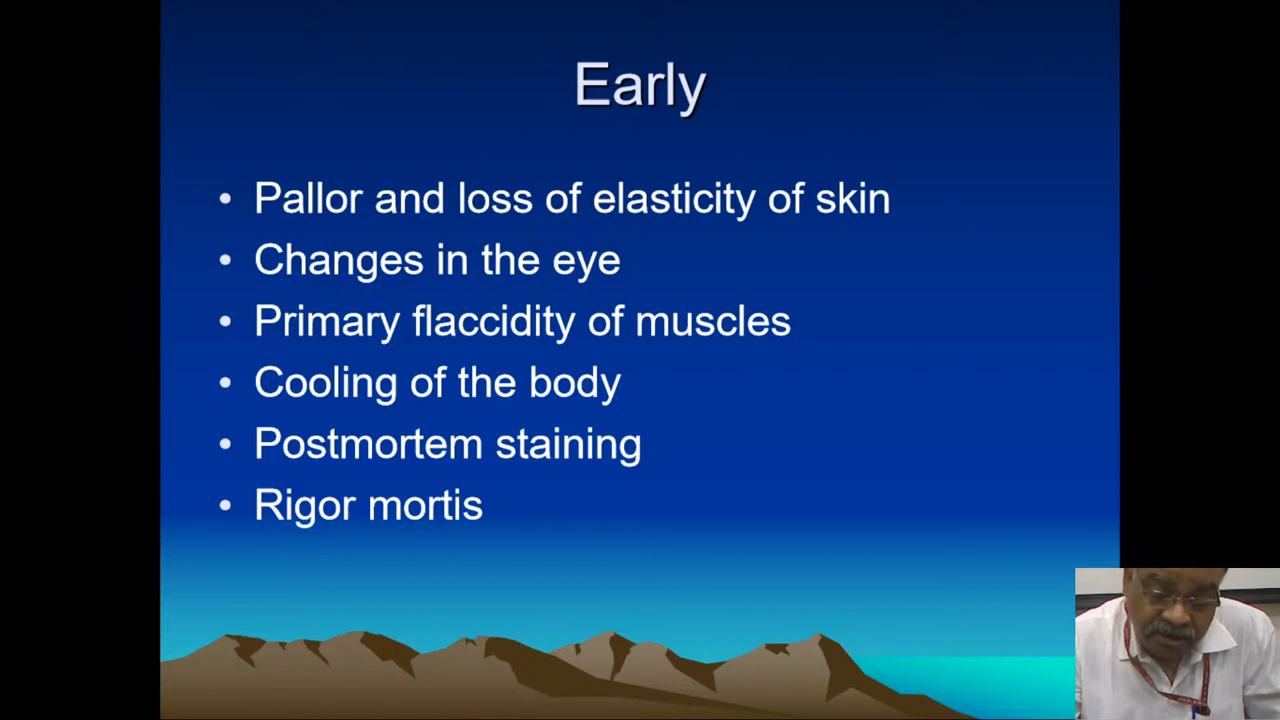 Early
• Pallor and loss of elasticity of skin
• Changes in the eye
• Primary flaccidity of muscles
• Cooling of the body
• Postmortem staining
• Rigor mortis